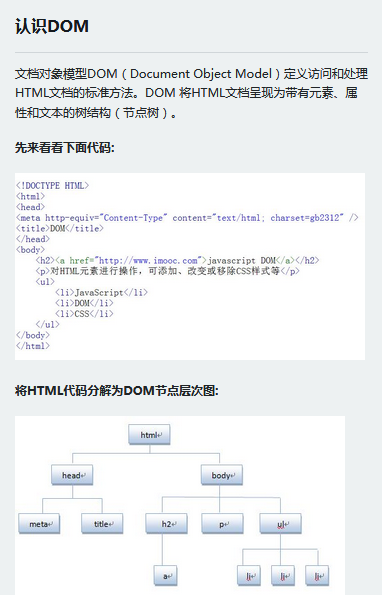 认识DOM
文档对象模型DOM（Document Object Model）定义访问和处理
HTML文档的标准方法。DOM 将HTML文档呈现为带有元素、属
性和文本的树结构（节点树）。
先来看看下面代码:
<!DOCTYPE HTML>
<html>
<head>
<meta http-equiv="Content-Type" content="text/html; charset=gb2312" />
<title>DOM</title>
</head>
<body>
<h2><a href="http://www.imooc.com">javascript DOM</a></h2>
<p>对HTML元素进行操作，可添加、改变或移除CSS样式等</p>
<ul>
<li>JavaScript</li>
<li>DOM</li>
<li>CSS</li>
</ul>
</body>
</html>
将HTML代码分解为DOM节点层次图:
html
head body
meta title h2 p ul
a li li li